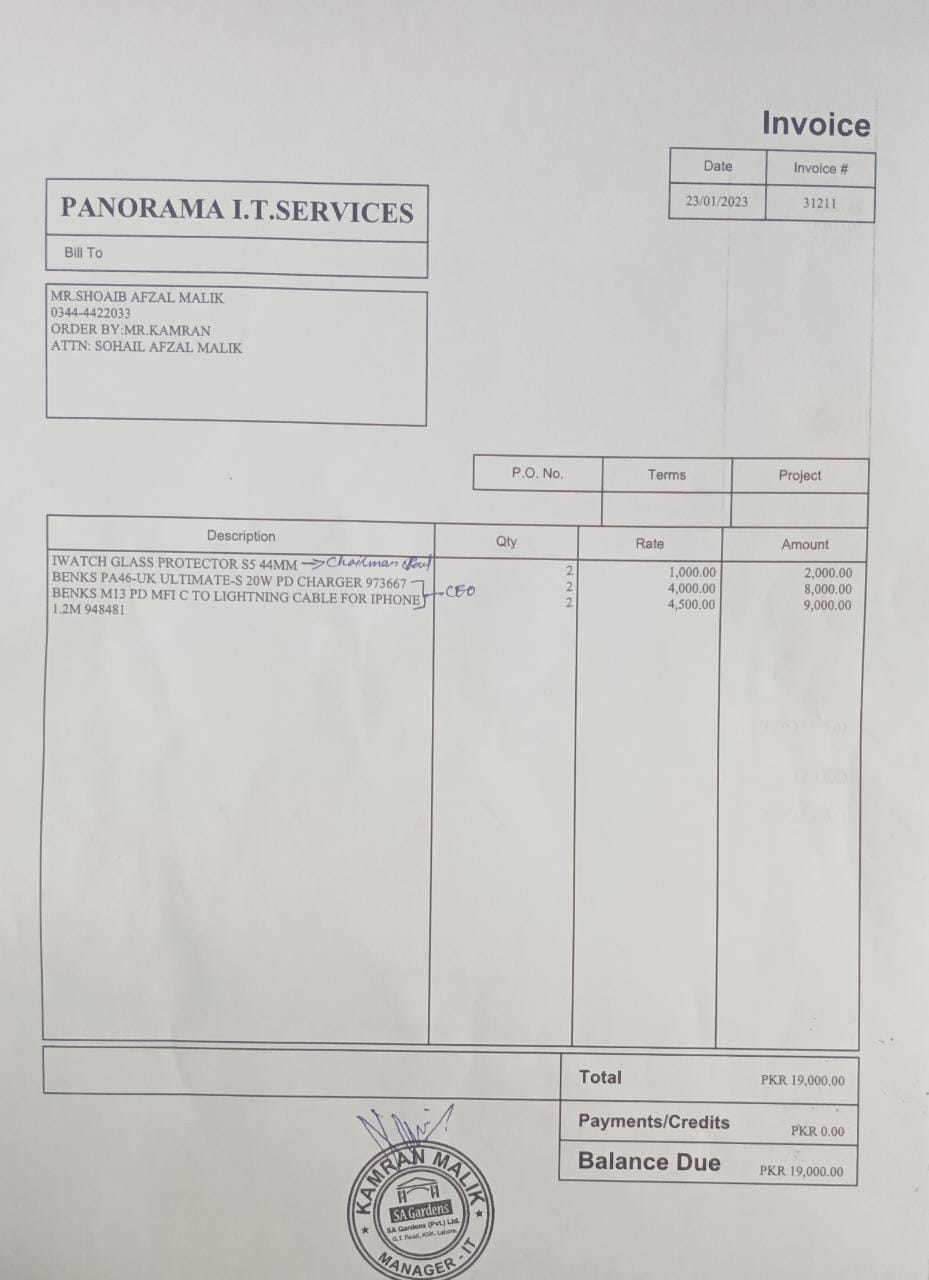 Invoice
Date Invoice #
23/01/2023 31211
PANORAMA I.T.SERVICES
Bill To
MR.SHOAIB AFZAL MALIK
0344-4422033
ORDER BY:MR.KAMRAN
ATTN: SOHAIL AFZAL MALIK
P.O. No. Terms Project
Description Qty Rate Amount
IWATCH GLASS PROTECTOR S5 44MM → Chairman 2 1,000.00 2,000.00
BENKS PA46-UK ULTIMATE-S 20W PD CHARGER 973667 2 4,000.00 8,000.00
BENKS M13 PD MFI C TO LIGHTNING CABLE FOR IPHONE CEO 2 4,500.00 9,000.00
1.2M 948481
Total PKR 19,000.00
Payments/Credits PKR 0.00
Balance Due PKR 19,000.00
KAMRAN MALIK
SA Gardens
SA Gardens (Pvt.) Ltd.
G.T. Road, KSK, Lahore.
MANAGER - IT